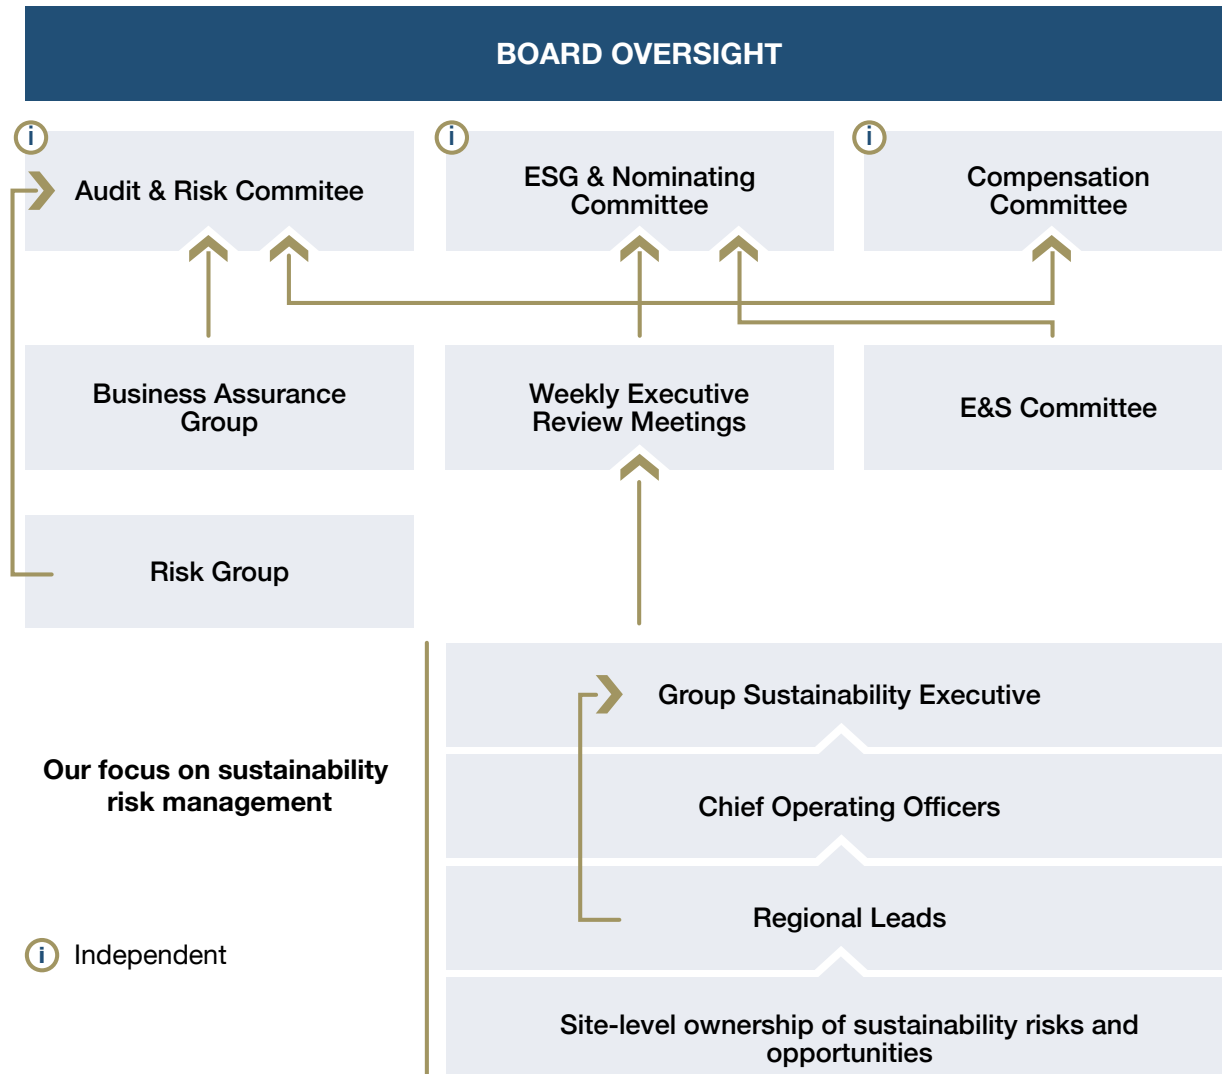 BOARD OVERSIGHT
i
Audit & Risk Commitee
i
ESG & Nominating
Committee
i
Compensation
Committee
Business Assurance
Group
Weekly Executive
Review Meetings
E&S Committee
Risk Group
Group Sustainability Executive
Our focus on sustainability
risk management
Chief Operating Officers
Regional Leads
i Independent
Site-level ownership of sustainability risks and
opportunities